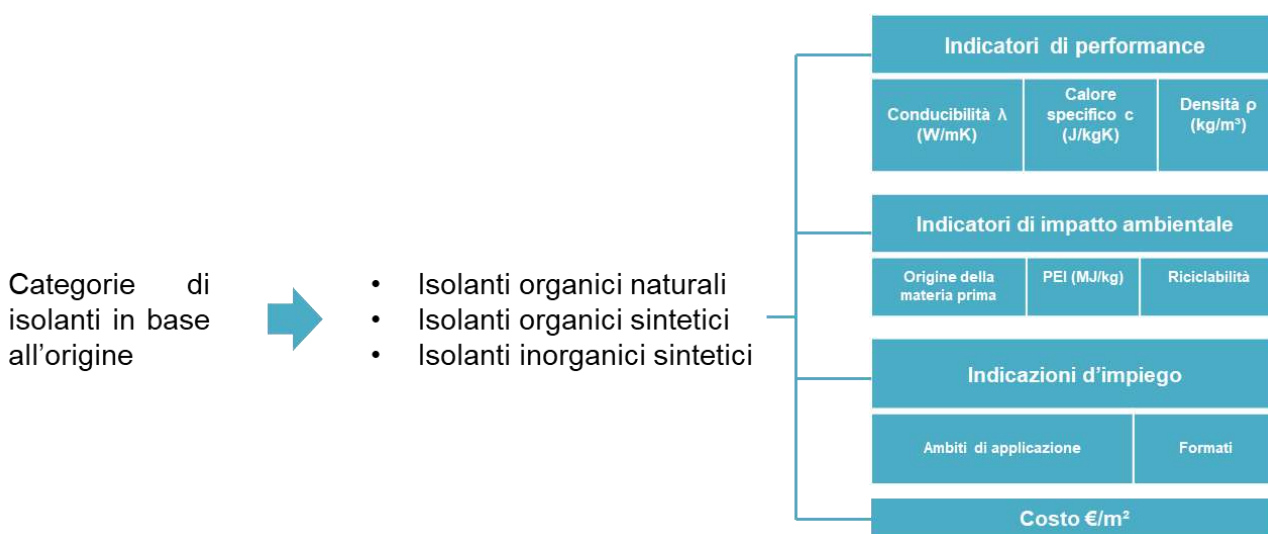 Categorie di
isolanti in base
all'origine
• Isolanti organici naturali
• Isolanti organici sintetici
• Isolanti inorganici sintetici
Indicatori di performance
Conducibilità λ
(W/mK)
Calore
specifico c
(J/kgK)
Densità ρ
(kg/m³)
Indicatori di impatto ambientale
Origine della
materia prima
PEI (MJ/kg)
Riciclabilità
Indicazioni d'impiego
Ambiti di applicazione
Formati
Costo €/m²